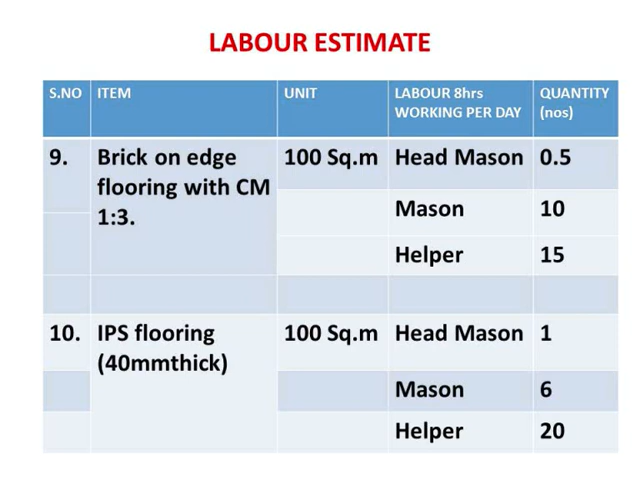 LABOUR ESTIMATE
S.NO ITEM UNIT LABOUR 8hrs WORKING PER DAY QUANTITY (nos)
9. Brick on edge flooring with CM 1:3. 100 Sq.m Head Mason 0.5
Mason 10
Helper 15
10. IPS flooring (40mmthick) 100 Sq.m Head Mason 1
Mason 6
Helper 20